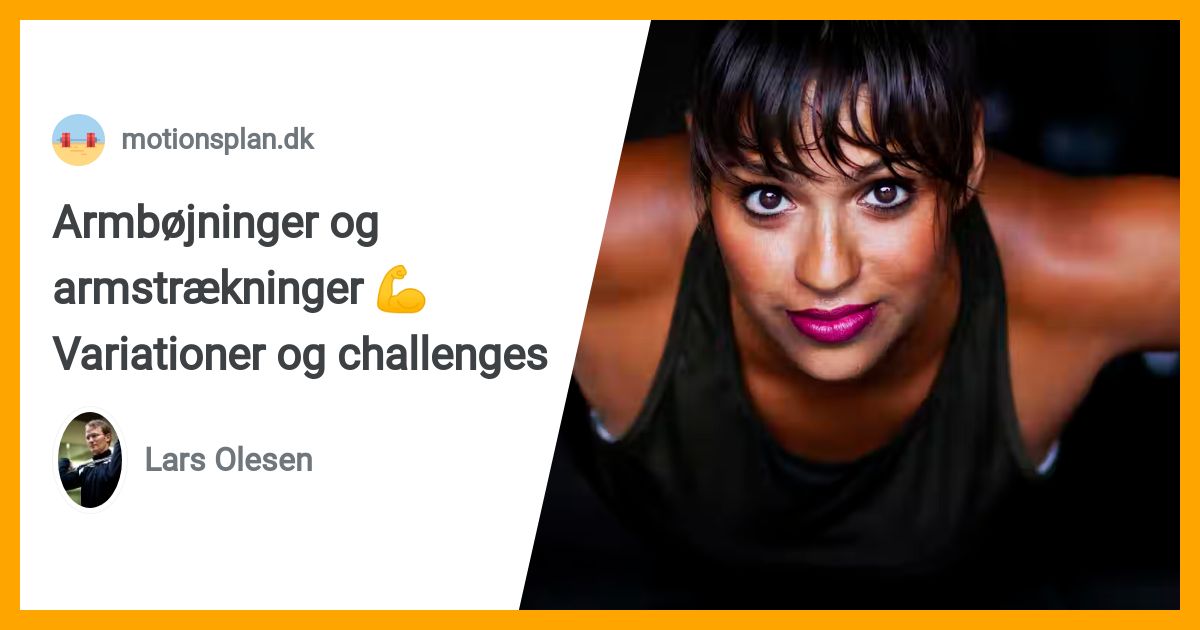 motionsplan.dk
Armbøjninger og
armstrækninger 💪
Variationer og challenges
Lars Olesen